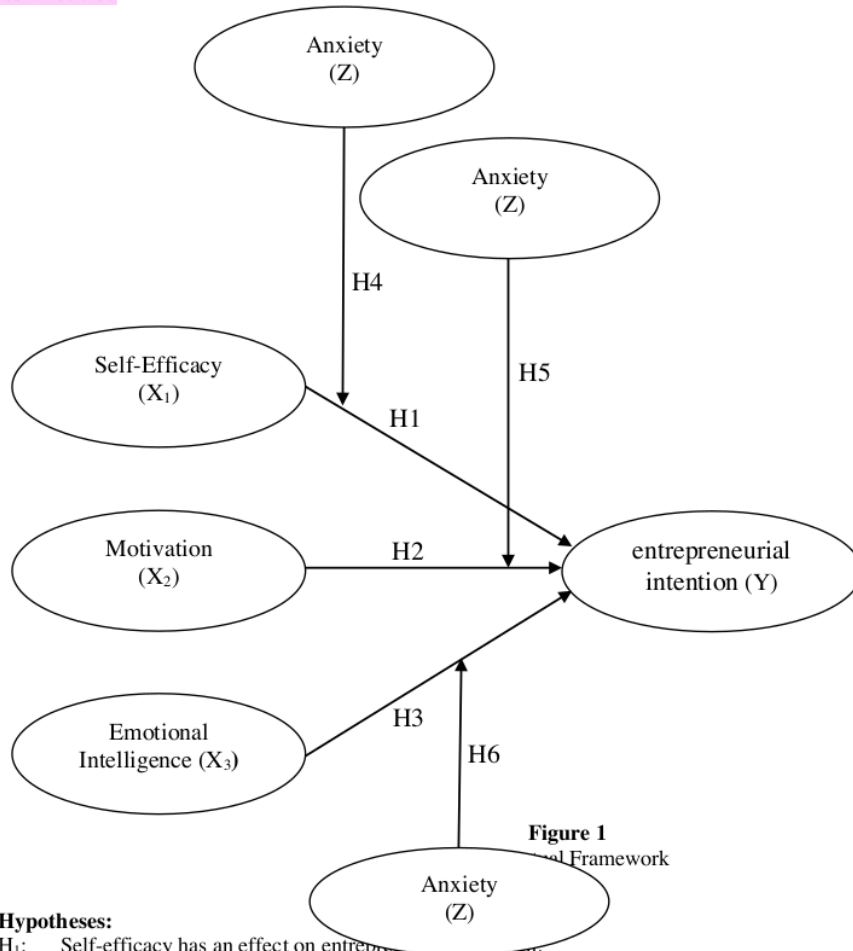 Anxiety
(Z)
Anxiety
(Z)
H4
Self-Efficacy
(X₁)
H5
H1
Motivation
(X₂)
H2
entrepreneurial
intention (Y)
H3
Emotional
Intelligence (X₃)
H6
Figure 1
Framework
Anxiety
(Z)
Hypotheses:
H₁: Self-efficacy has an effect on